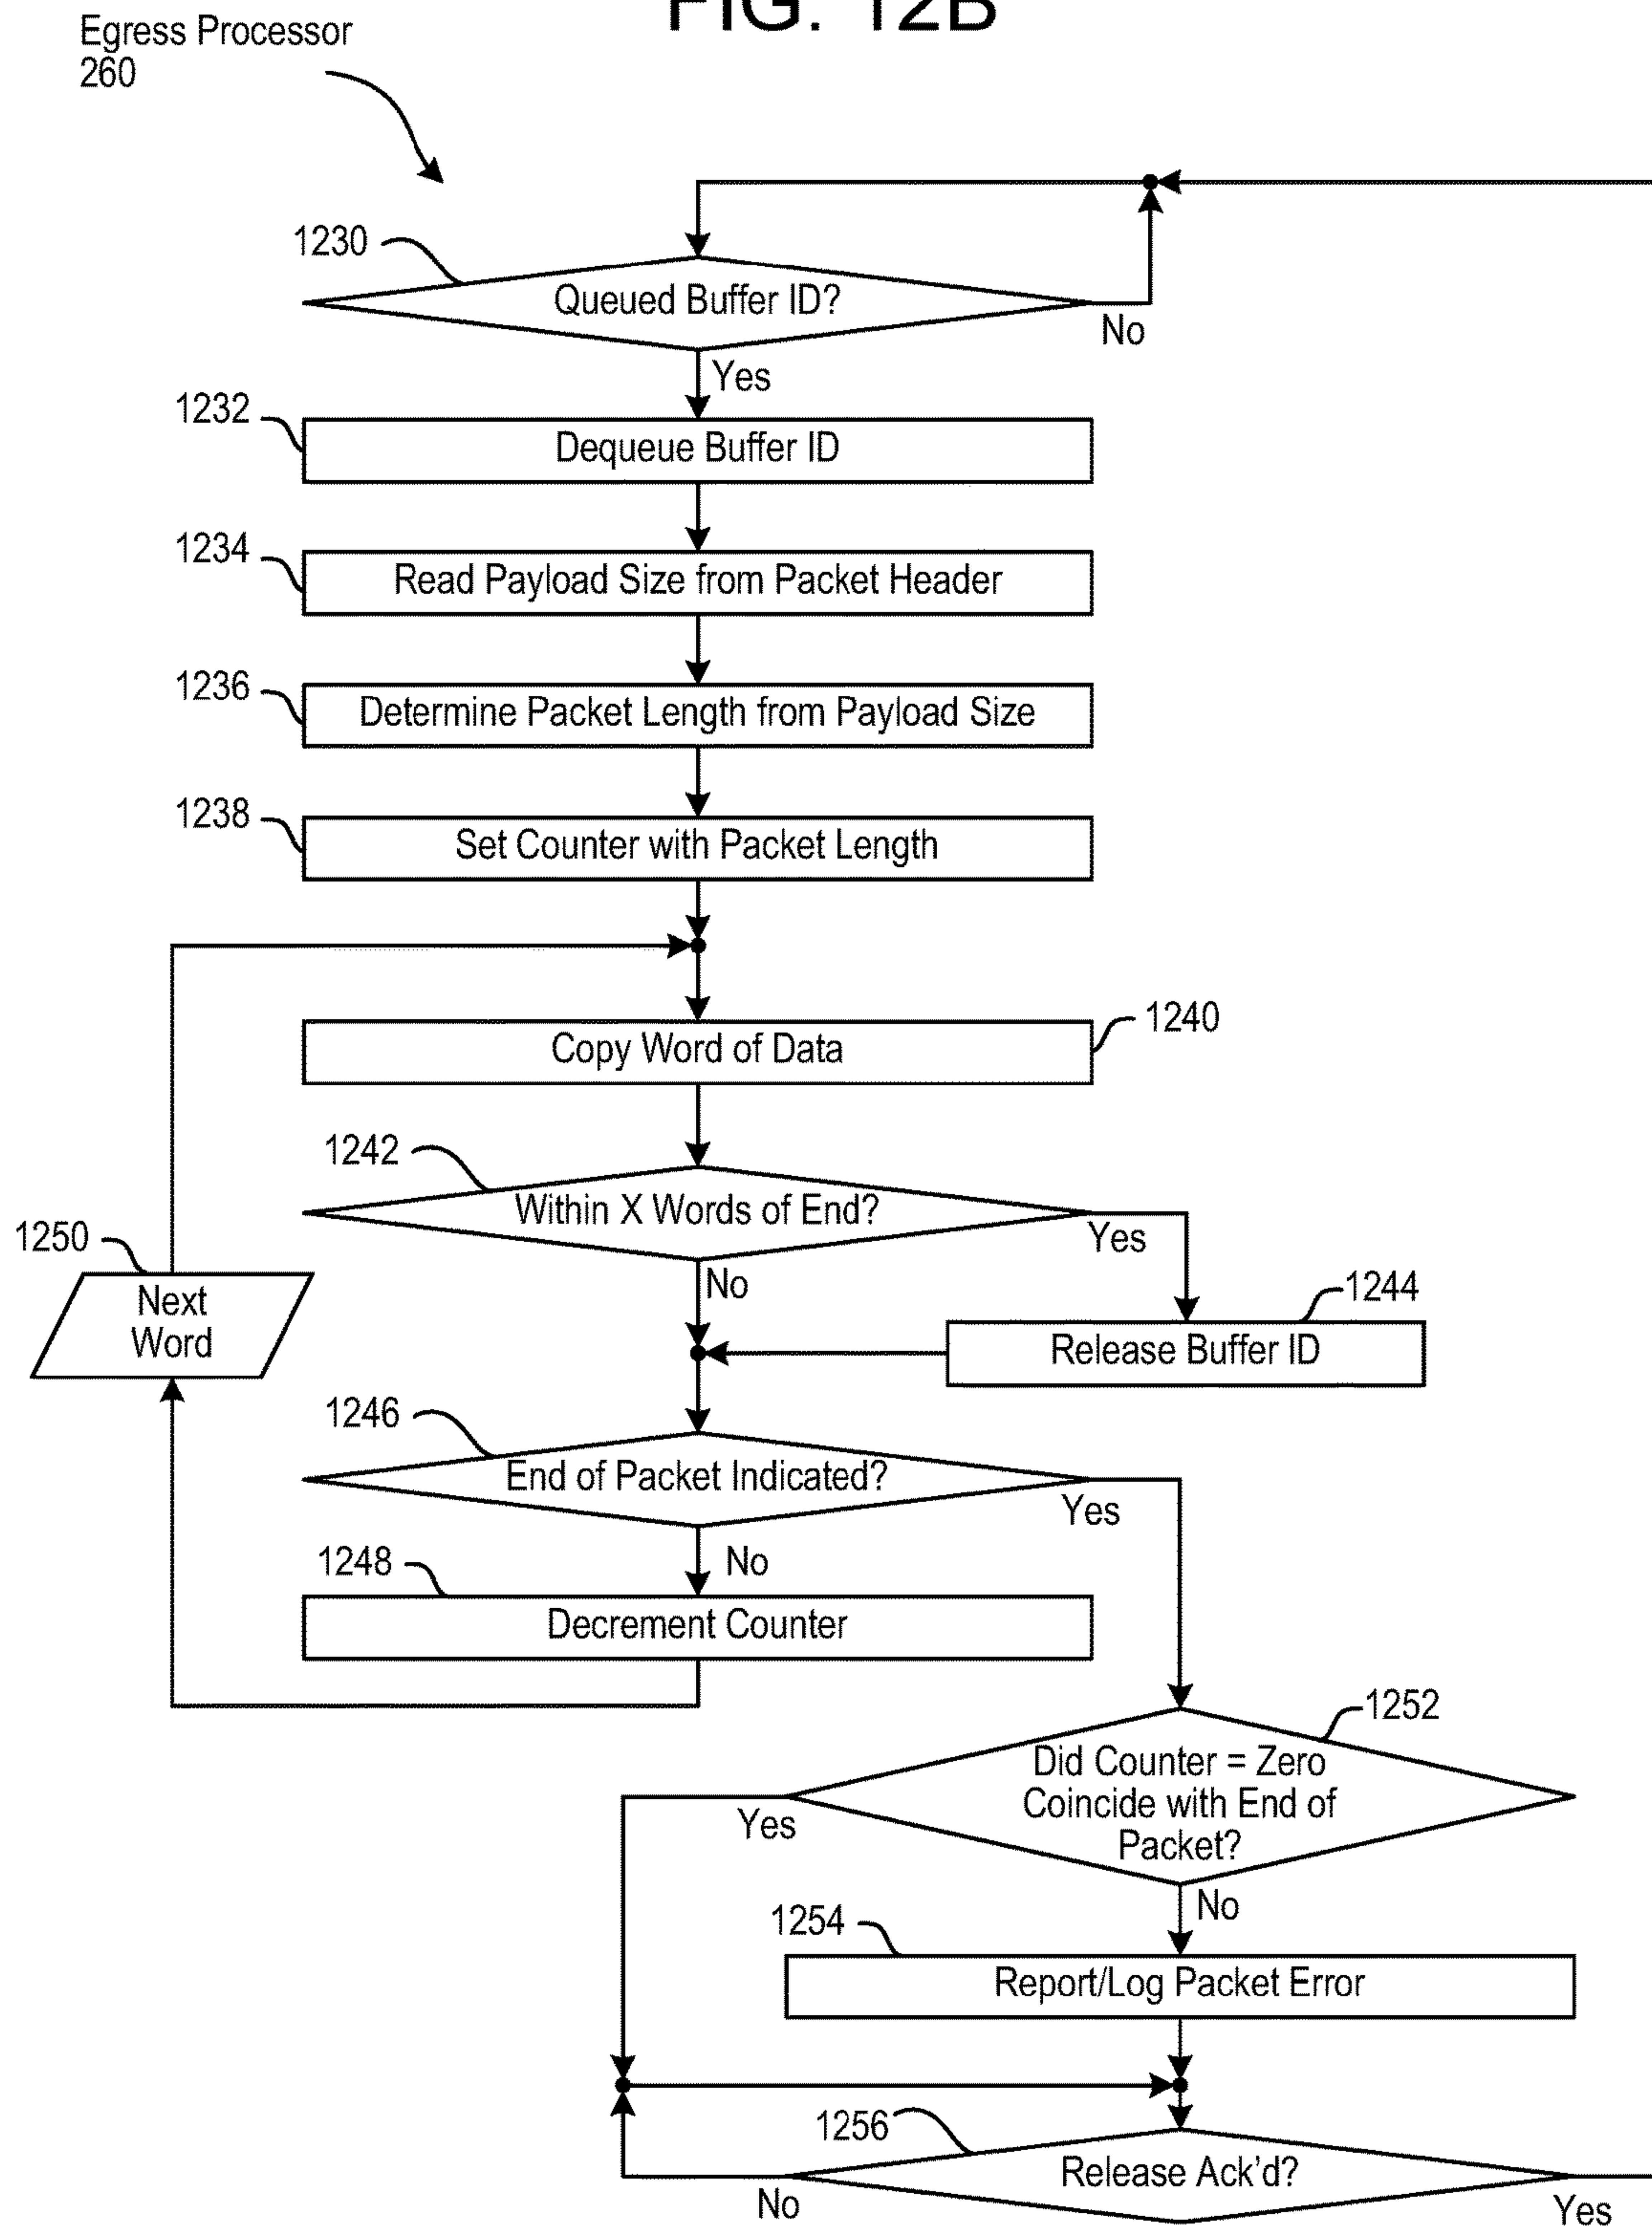 FIG. 12B
Egress Processor
260
1230
Queued Buffer ID?
No
Yes
1232
Dequeue Buffer ID
1234
Read Payload Size from Packet Header
1236
Determine Packet Length from Payload Size
1238
Set Counter with Packet Length
1240
Copy Word of Data
1242
Within X Words of End?
Yes
No
1250
Next
Word
1244
Release Buffer ID
1246
End of Packet Indicated?
Yes
No
1248
Decrement Counter
1252
Did Counter = Zero
Coincide with End of
Packet?
Yes
No
1254
Report/Log Packet Error
1256
Release Ack'd?
No
Yes